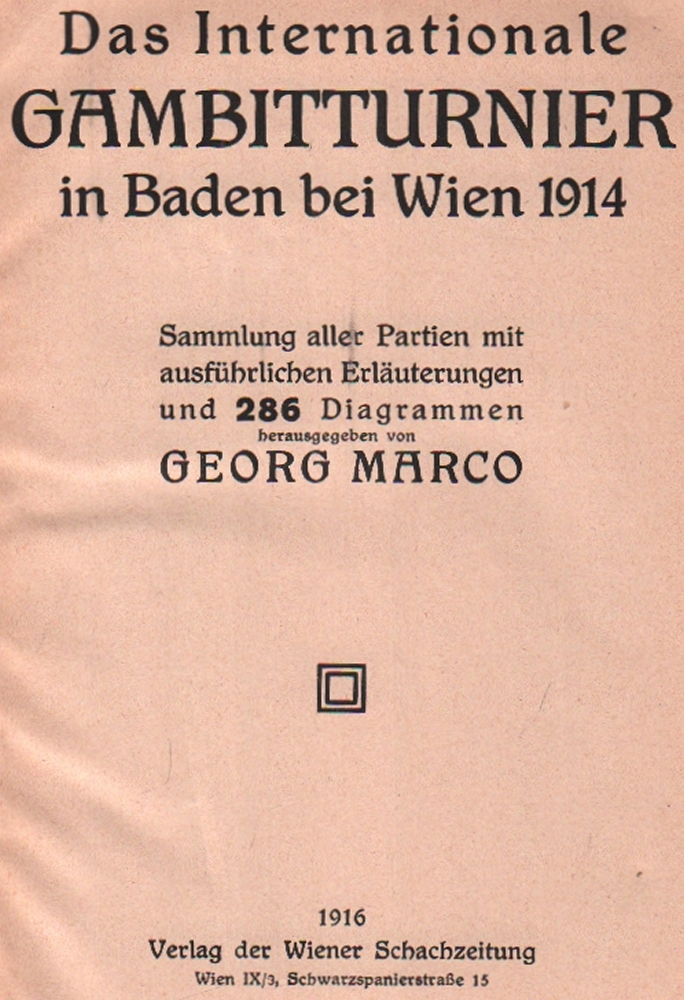 Das Internationale
GAMBITTURNIER
in Baden bei Wien 1914
Sammlung aller Partien mit
ausführlichen Erläuterungen
und 286 Diagrammen
herausgegeben von
GEORG MARCO
1916
Verlag der Wiener Schachzeitung
Wien IX/3, Schwarzspanierstraße 15